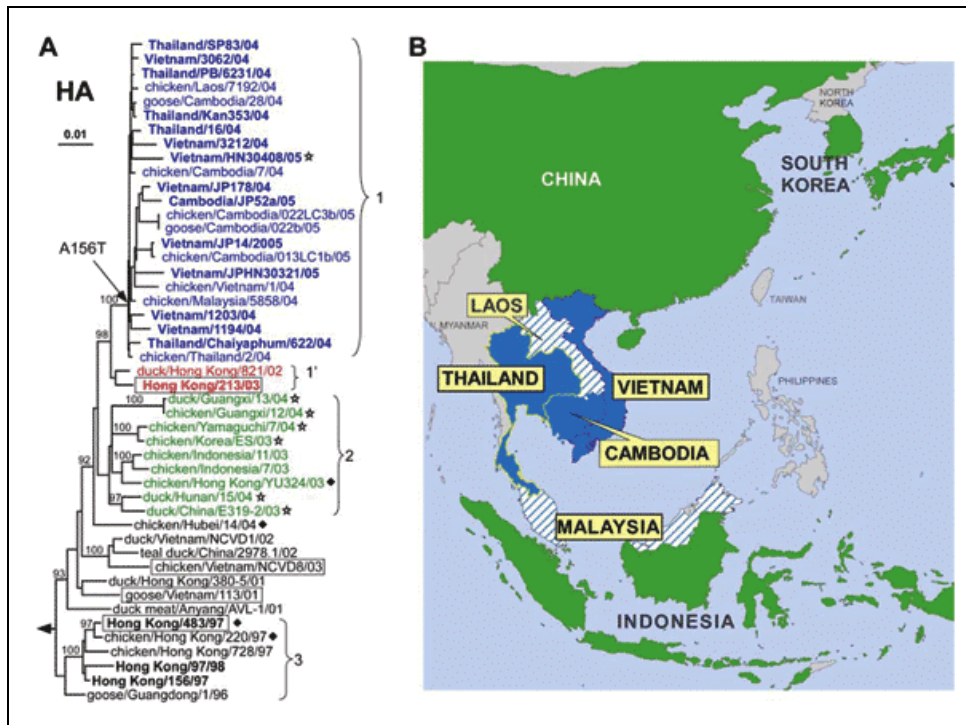 A
HA
0.01
A156T
Thailand/SP83/04
Vietnam/3062/04
Thailand/PB/6231/04
chicken/Laos/7192/04
goose/Cambodia/28/04
Thailand/Kan353/04
Thailand/16/04
Vietnam/3212/04
Vietnam/HN30408/05☆
chicken/Cambodia/7/04
Vietnam/JP178/04
Cambodia/JP52a/05
chicken/Cambodia/022LC3b/05
goose/Cambodia/022b/05
Vietnam/JP14/2005
chicken/Cambodia/013LC1b/05
Vietnam/JPHN30321/05
chicken/Vietnam/1/04
100 chicken/Malaysia/5858/04
Vietnam/1203/04
Vietnam/1194/04
Thailand/Chaiyaphum/622/04
chicken/Thailand/2/04
1
98
duck/Hong Kong/821/02
Hong Kong/213/03
1'
100 duck/Guangxi/13/04☆
chicken/Guangxi/12/04☆
chicken/Yamaguchi/7/04☆
100 chicken/Korea/ES/03☆
chicken/Indonesia/11/03
100 chicken/Indonesia/7/03
chicken/Hong Kong/YU324/03◆
97 duck/Hunan/15/04☆
duck/China/E319-2/03☆
2
92
chicken/Hubei/14/04◆
duck/Vietnam/NCVD1/02
100 teal duck/China/2978.1/02
chicken/Vietnam/NCVD8/03
93 duck/Hong Kong/380-5/01
goose/Vietnam/113/01
duck meat/Anyang/AVL-1/01
97 Hong Kong/483/97◆
chicken/Hong Kong/220/97◆
chicken/Hong Kong/728/97
100 Hong Kong/97/98
Hong Kong/156/97
goose/Guangdong/1/96
3
B
NORTH
KOREA
SOUTH
KOREA
CHINA
TAIWAN
LAOS
MYANMAR
THAILAND
VIETNAM
PHILIPPINES
CAMBODIA
MALAYSIA
INDONESIA